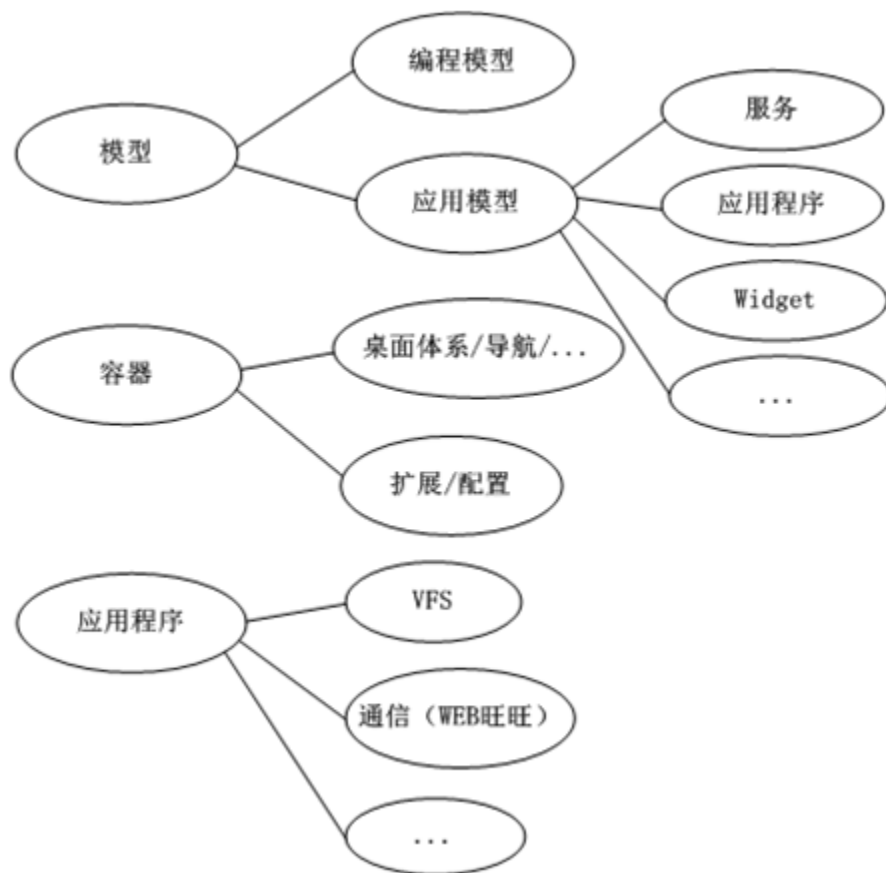 编程模型
模型
服务
应用模型
应用程序
Widget
桌面体系/导航/...
容器
...
扩展/配置
VFS
应用程序
通信（WEB旺旺）
...